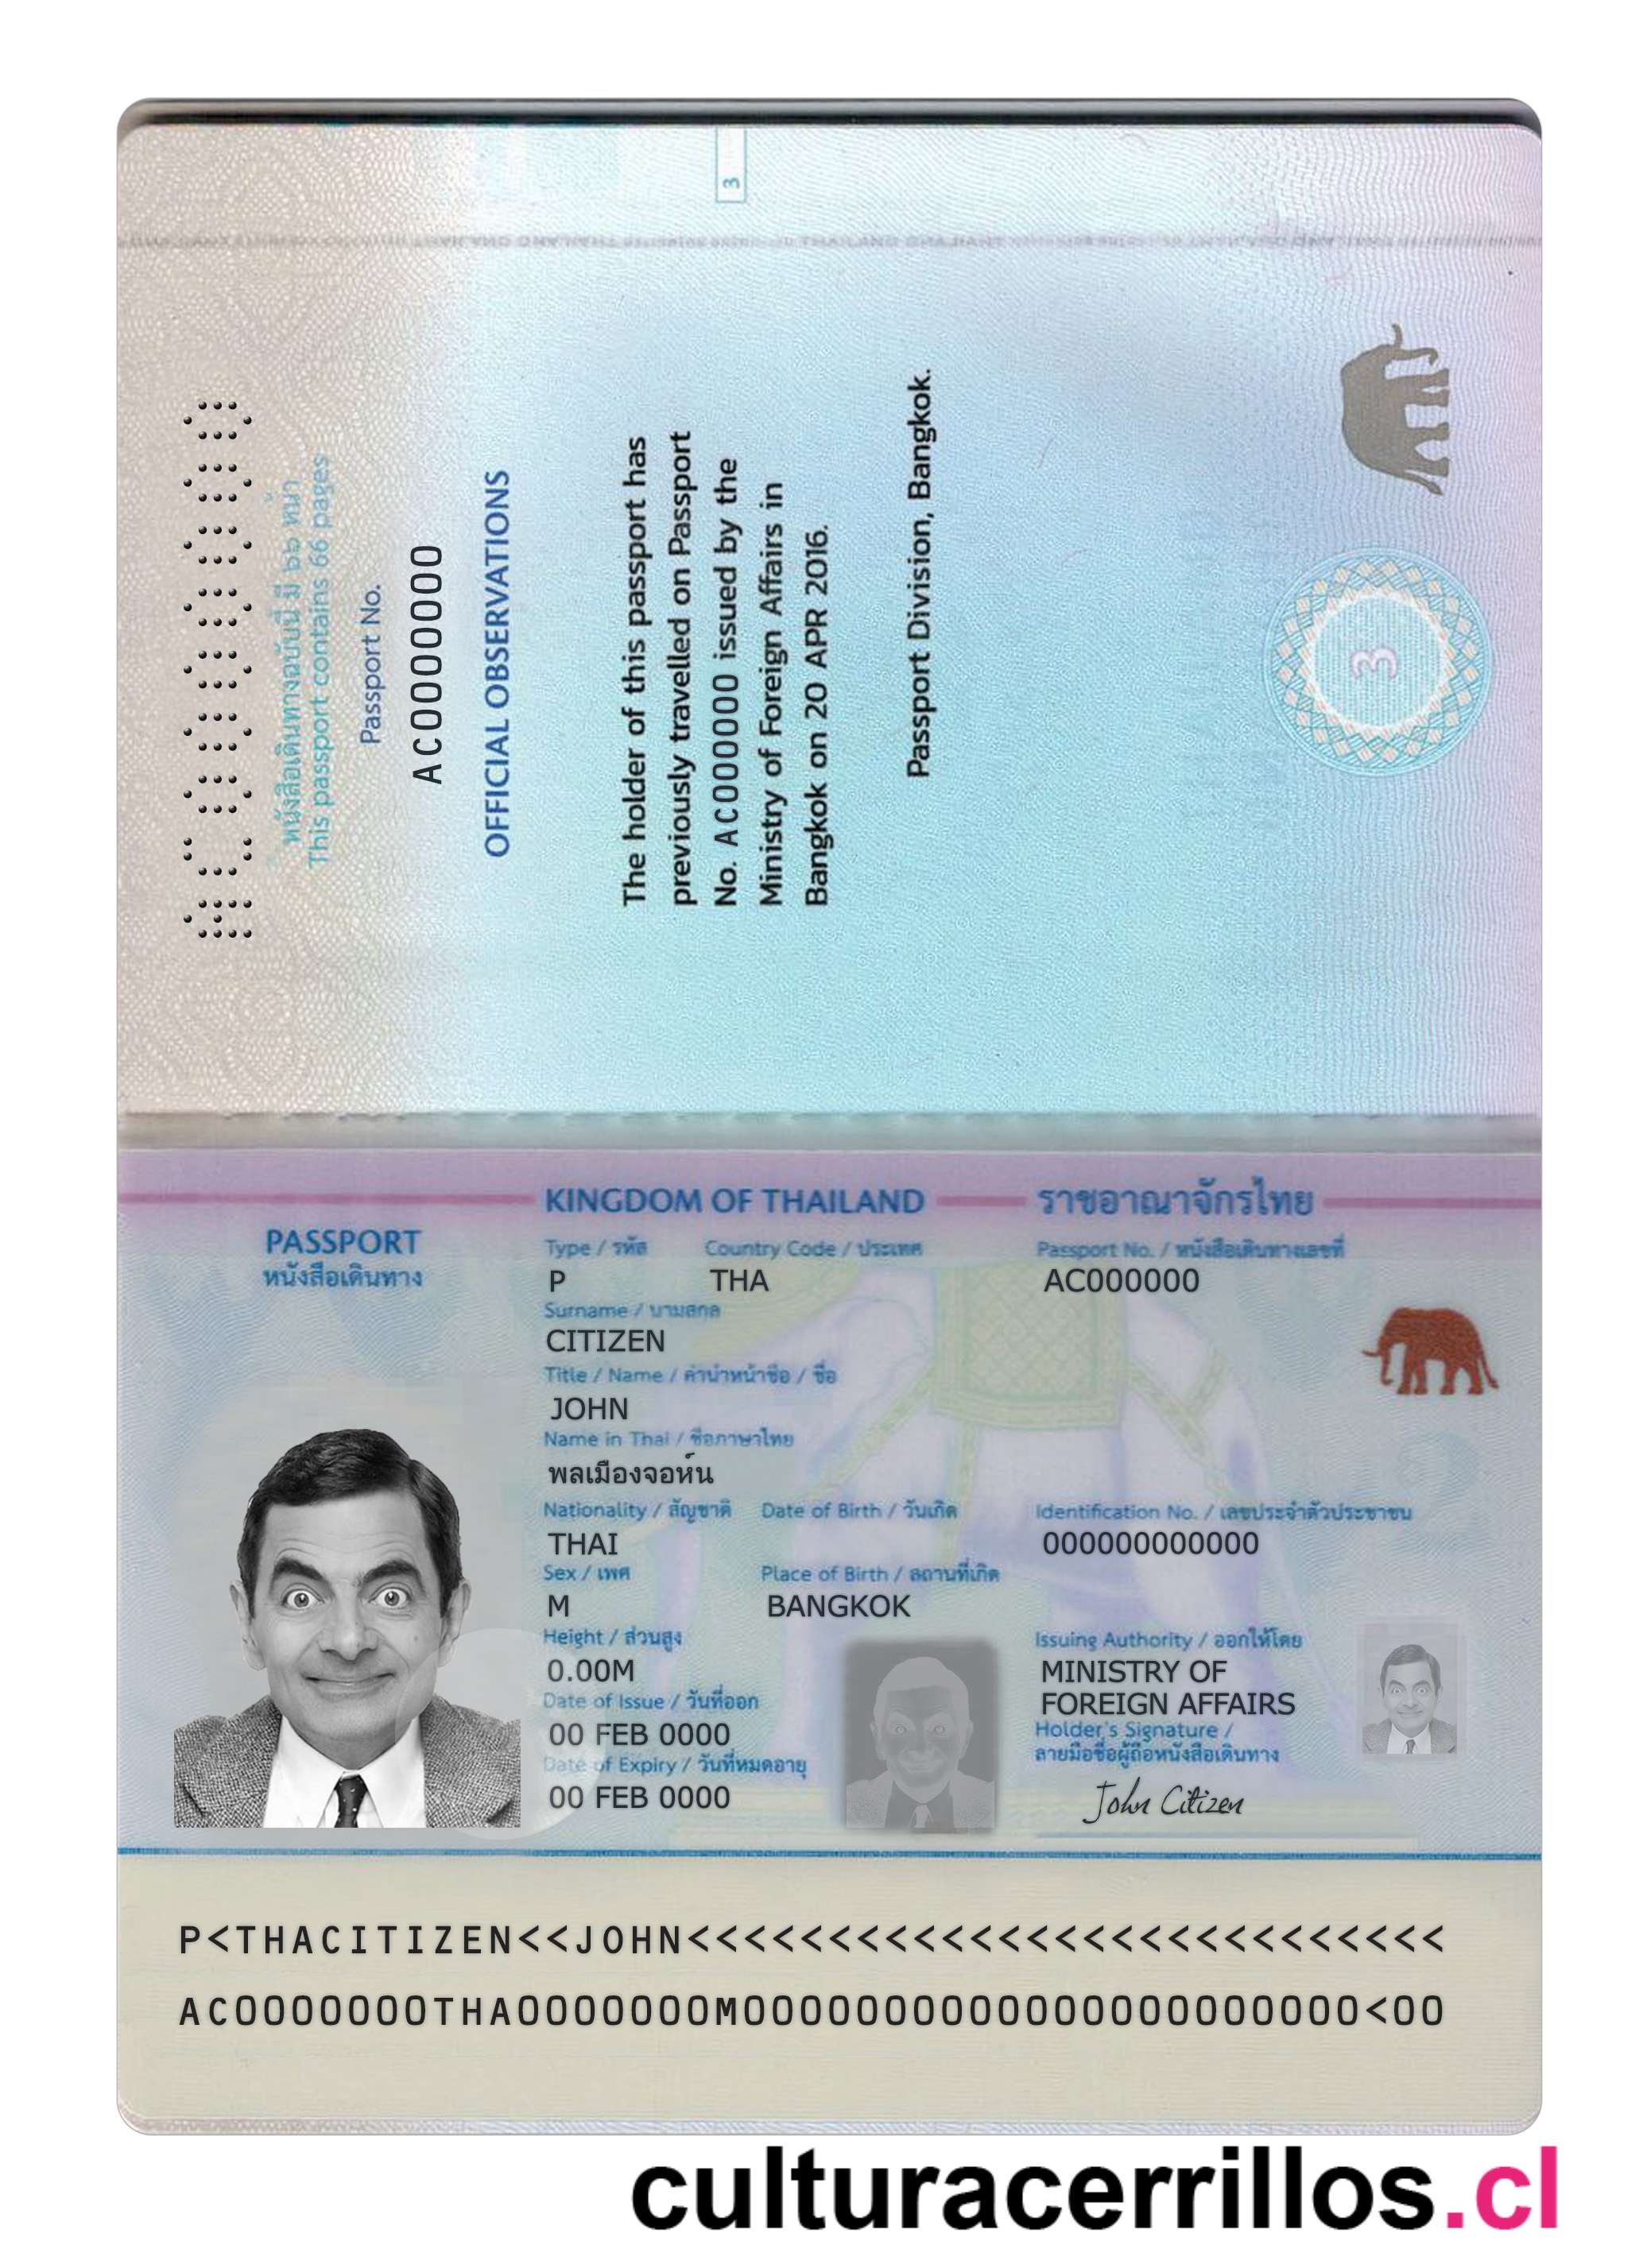 3
AC0000000
หนังสือเดินทางฉบับนี้ มี ๖๖ หน้า
This passport contains 66 pages
Passport No.
AC0000000
OFFICIAL OBSERVATIONS
The holder of this passport has
previously travelled on Passport
No. AC000000 issued by the
Ministry of Foreign Affairs in
Bangkok on 20 APR 2016.
Passport Division, Bangkok.
3
KINGDOM OF THAILAND ราชอาณาจักรไทย
PASSPORT
หนังสือเดินทาง
Type / รหัส Country Code / ประเทศ Passport No. / หนังสือเดินทางเลขที่
P THA AC000000
Surname / นามสกุล
CITIZEN
Title / Name / คำนำหน้าชื่อ / ชื่อ
JOHN
Name in Thai / ชื่อภาษาไทย
พลเมืองจอห์น
Nationality / สัญชาติ Date of Birth / วันเกิด Identification No. / เลขประจำตัวประชาชน
THAI 000000000000
Sex / เพศ Place of Birth / สถานที่เกิด
M BANGKOK
Height / ส่วนสูง Issuing Authority / ออกให้โดย
0.00M MINISTRY OF
FOREIGN AFFAIRS
Date of Issue / วันที่ออก Holder's Signature /
00 FEB 0000 ลายมือชื่อผู้ถือหนังสือเดินทาง
Date of Expiry / วันที่หมดอายุ
00 FEB 0000 John Citizen
P<THACITIZEN<<JOHN<<<<<<<<<<<<<<<<<<<<<<<<<<<
AC0000000THA0000000M0000000000000000000000<00
culturacerrillos.cl